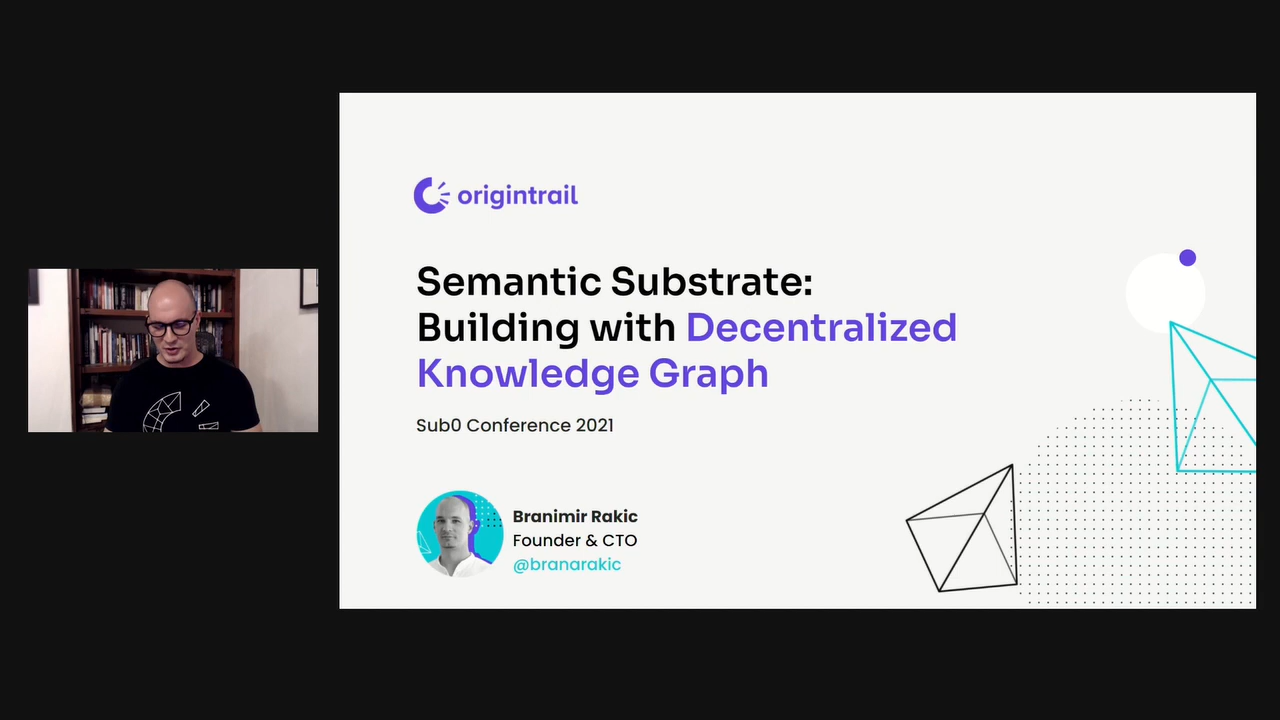 origintrail
Semantic Substrate:
Building with Decentralized
Knowledge Graph
Sub0 Conference 2021
Branimir Rakic
Founder & CTO
@branarakic